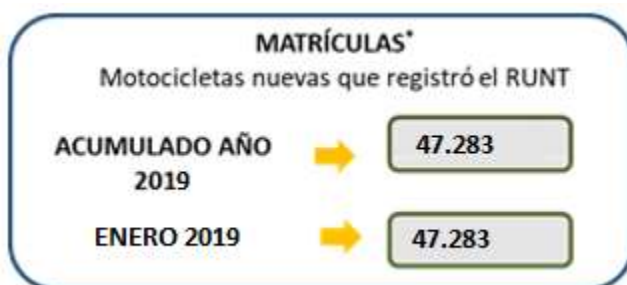 MATRÍCULAS*
Motocicletas nuevas que registró el RUNT
ACUMULADO AÑO 2019
47.283
ENERO 2019
47.283